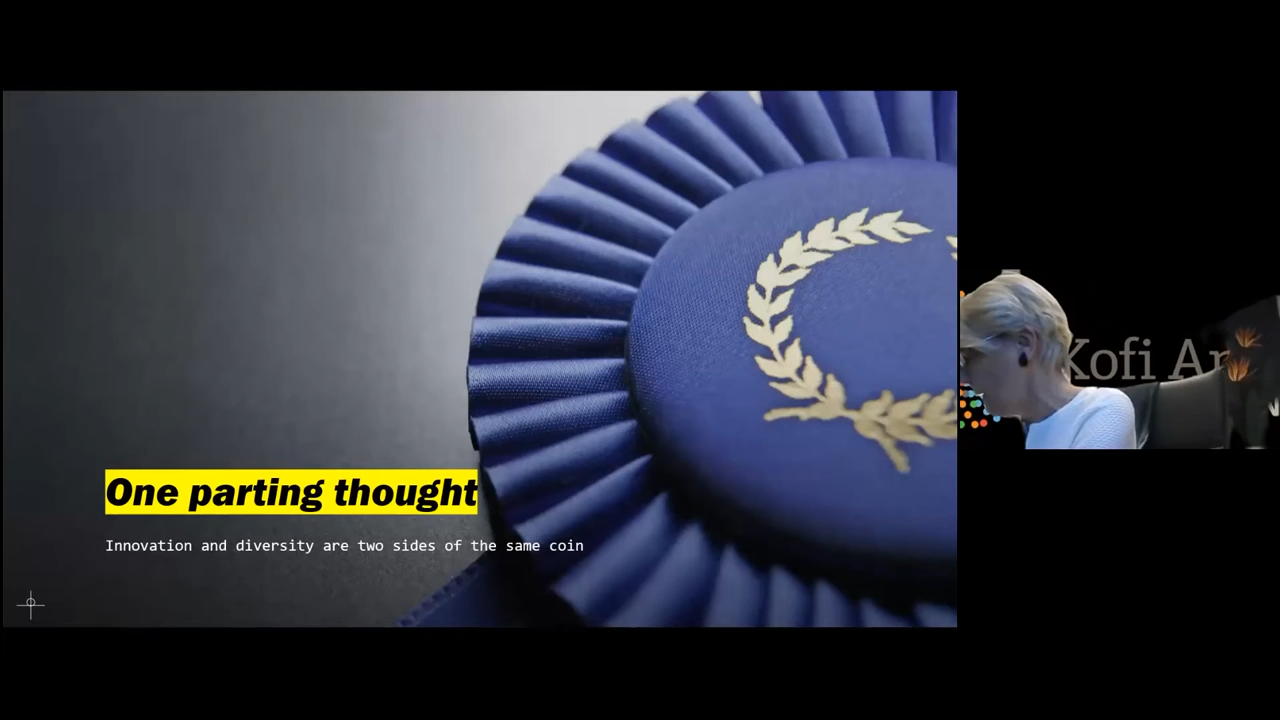 One parting thought
Innovation and diversity are two sides of the same coin
Kofi